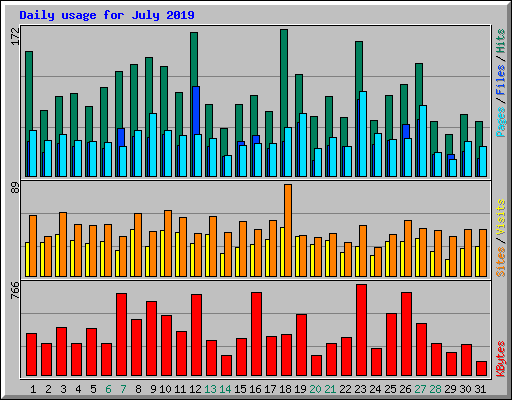 Daily usage for July 2019
172
Pages / Files / Hits
89
Sites / Visits
766
KBytes
1 2 3 4 5 6 7 8 9 10 11 12 13 14 15 16 17 18 19 20 21 22 23 24 25 26 27 28 29 30 31